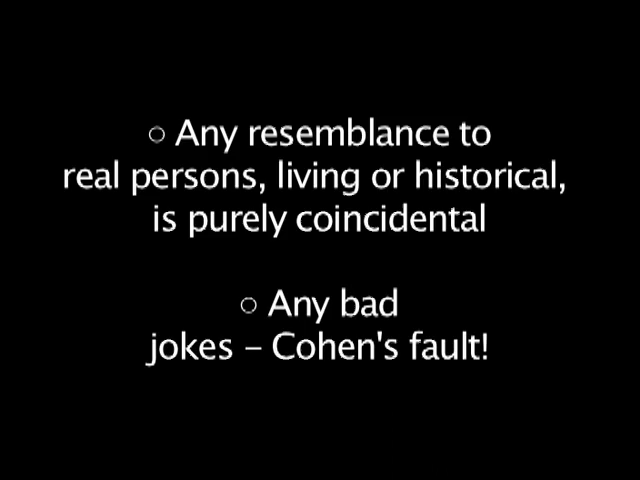 ○ Any resemblance to
real persons, living or historical,
is purely coincidental
○ Any bad
jokes – Cohen's fault!